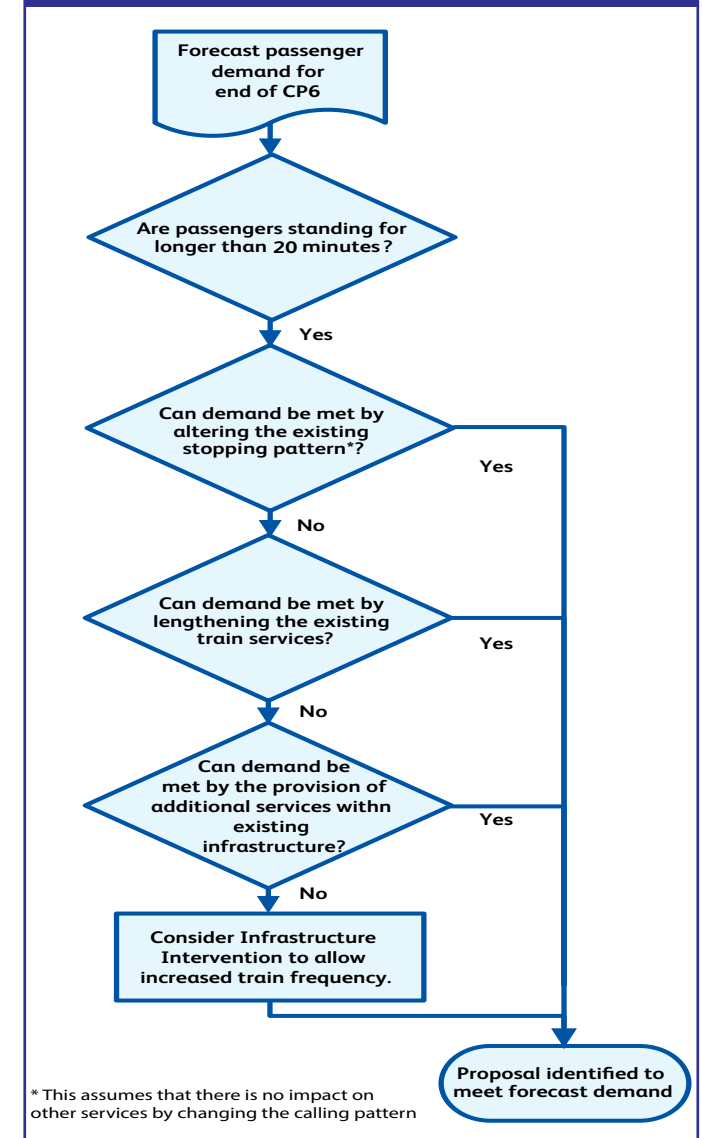 Forecast passenger
demand for
end of CP6
Are passengers standing for
longer than 20 minutes?
Yes
Can demand be met by
altering the existing
stopping pattern*?
Yes
No
Can demand be met by
lengthening the existing
train services?
Yes
No
Can demand be
met by the provision of
additional services withn
existing
infrastructure?
Yes
No
Consider Infrastructure
Intervention to allow
increased train frequency.
Proposal identified to
meet forecast demand
* This assumes that there is no impact on
other services by changing the calling pattern